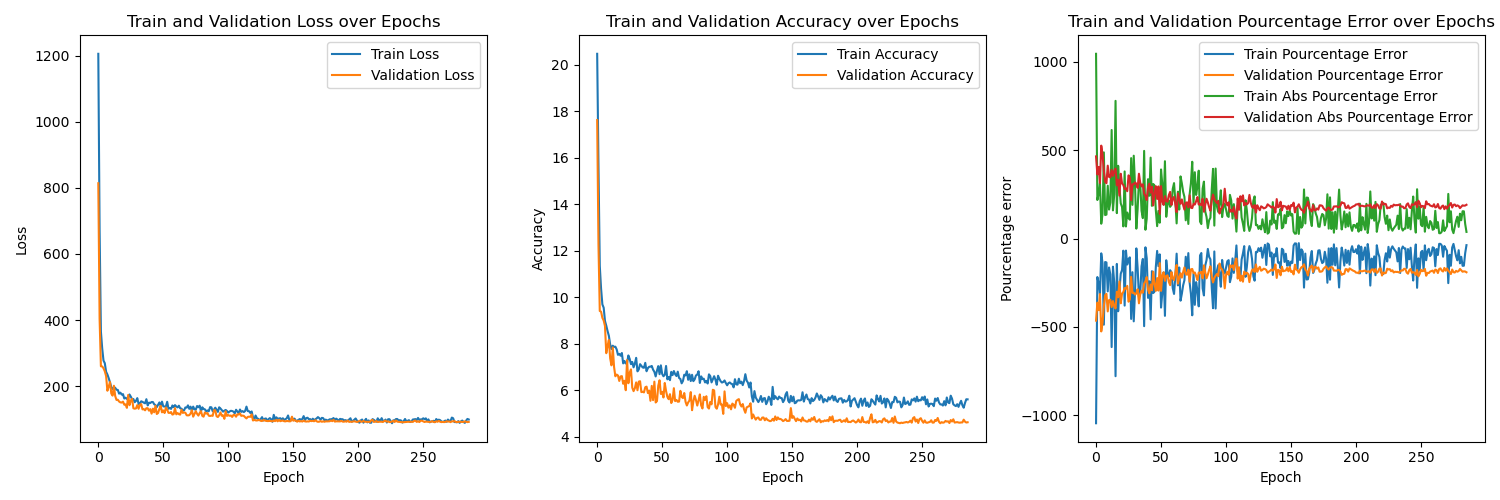 Train and Validation Loss over Epochs
Train Loss
Validation Loss
1200
1000
800
600
400
200
Loss
0
50
100
150
200
250
Epoch
Train and Validation Accuracy over Epochs
Train Accuracy
Validation Accuracy
20
18
16
14
12
10
8
6
4
Accuracy
0
50
100
150
200
250
Epoch
Train and Validation Pourcentage Error over Epochs
Train Pourcentage Error
Validation Pourcentage Error
Train Abs Pourcentage Error
Validation Abs Pourcentage Error
1000
500
0
−500
−1000
Pourcentage error
0
50
100
150
200
250
Epoch